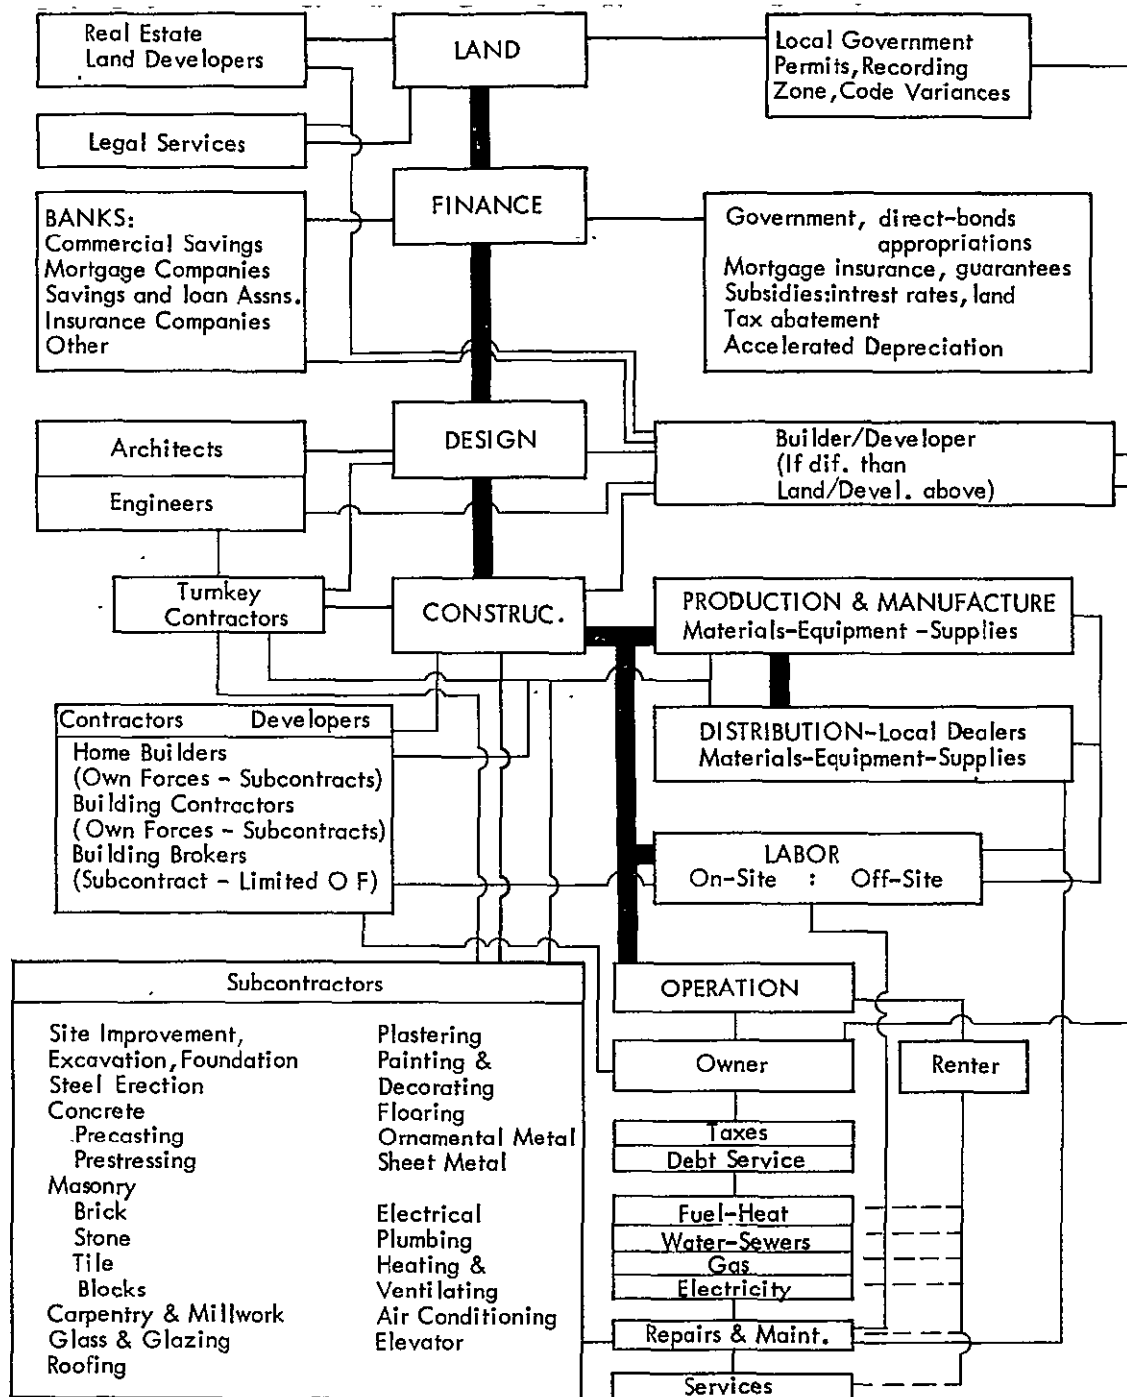 Real Estate
Land Developers
LAND
Local Government
Permits, Recording
Zone, Code Variances
Legal Services
FINANCE
BANKS:
Commercial Savings
Mortgage Companies
Savings and loan Assns.
Insurance Companies
Other
Government, direct-bonds
appropriations
Mortgage insurance, guarantees
Subsidies:intrest rates, land
Tax abatement
Accelerated Depreciation
Architects
Engineers
DESIGN
Builder/Developer
(If dif. than
Land/Devel. above)
Turnkey
Contractors
CONSTRUC.
PRODUCTION & MANUFACTURE
Materials-Equipment -Supplies
Contractors Developers
Home Builders
(Own Forces - Subcontracts)
Building Contractors
(Own Forces - Subcontracts)
Building Brokers
(Subcontract - Limited O F)
DISTRIBUTION-Local Dealers
Materials-Equipment-Supplies
LABOR
On-Site : Off-Site
Subcontractors
Site Improvement,
Excavation, Foundation
Steel Erection
Concrete
Precasting
Prestressing
Masonry
Brick
Stone
Tile
Blocks
Carpentry & Millwork
Glass & Glazing
Roofing
Plastering
Painting &
Decorating
Flooring
Ornamental Metal
Sheet Metal
Electrical
Plumbing
Heating &
Ventilating
Air Conditioning
Elevator
OPERATION
Owner
Renter
Taxes
Debt Service
Fuel-Heat
Water-Sewers
Gas
Electricity
Repairs & Maint.
Services